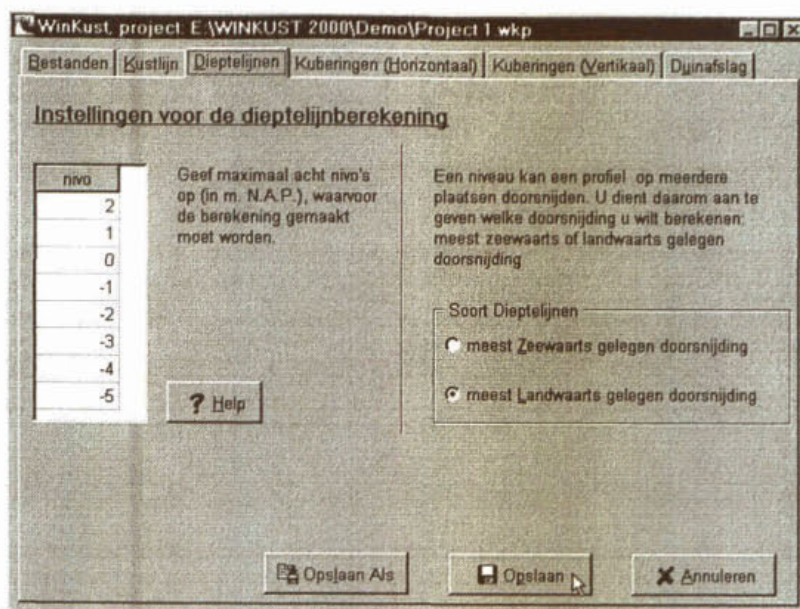 WinKust, project: E:\WINKUST 2000\Demo\Project 1.wkp
Bestanden Kustlijn Dieptelijnen Kuberingen (Horizontaal) Kuberingen (Vertikaal) Duinafslag
Instellingen voor de dieptelijnberekening
nivo
2
1
0
-1
-2
-3
-4
-5
Geef maximaal acht nivo's
op (in m. N.A.P.), waarvoor
de berekening gemaakt
moet worden.
? Help
Een niveau kan een profiel op meerdere
plaatsen doorsnijden. U dient daarom aan te
geven welke doorsnijding u wilt berekenen:
meest zeewaarts of landwaarts gelegen
doorsnijding
Soort Dieptelijnen
meest Zeewaarts gelegen doorsnijding
meest Landwaarts gelegen doorsnijding
Opslaan Als
Opslaan
Annuleren